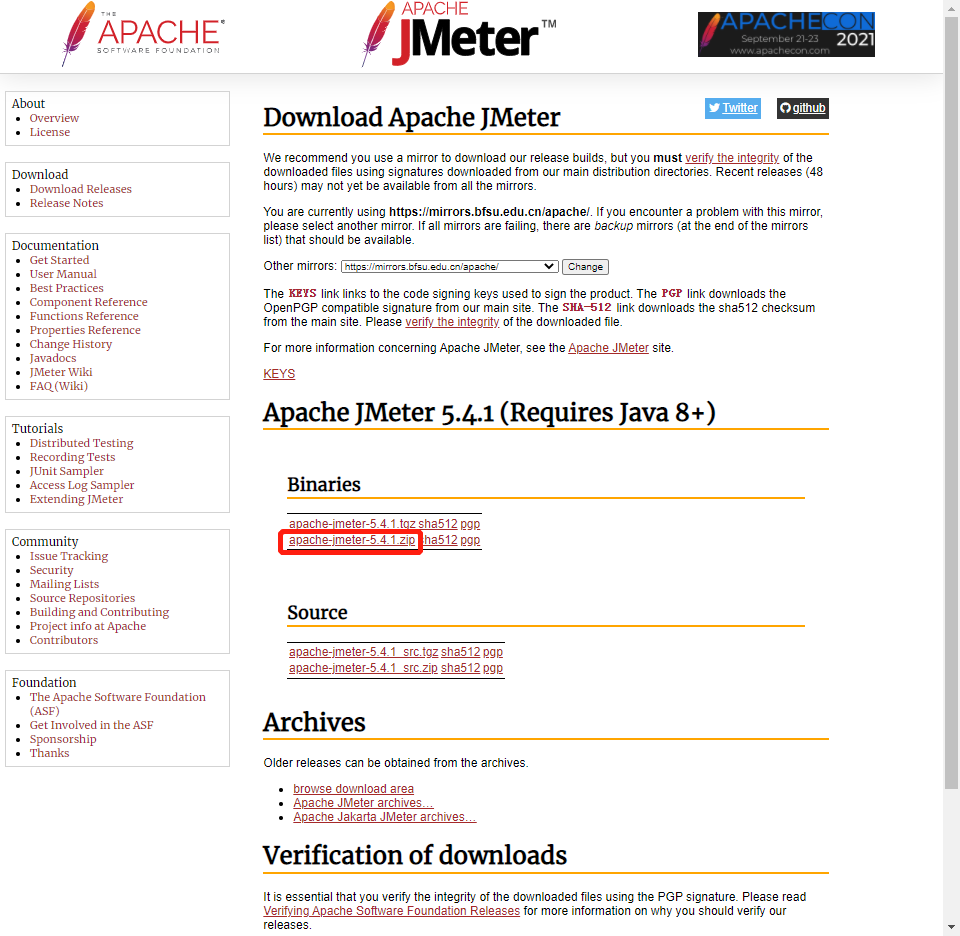 THE
APACHE®
SOFTWARE FOUNDATION
APACHE
JMeter™
APACHECON
September 21-23 2021
www.apachecon.com
About
Overview
License
Download
Download Releases
Release Notes
Documentation
Get Started
User Manual
Best Practices
Component Reference
Functions Reference
Properties Reference
Change History
Javadocs
JMeter Wiki
FAQ (Wiki)
Tutorials
Distributed Testing
Recording Tests
JUnit Sampler
Access Log Sampler
Extending JMeter
Community
Issue Tracking
Security
Mailing Lists
Source Repositories
Building and Contributing
Project info at Apache
Contributors
Foundation
The Apache Software Foundation
(ASF)
Get Involved in the ASF
Sponsorship
Thanks
Twitter github
Download Apache JMeter
We recommend you use a mirror to download our release builds, but you must verify the integrity of the
downloaded files using signatures downloaded from our main distribution directories. Recent releases (48
hours) may not yet be available from all the mirrors.
You are currently using https://mirrors.bfsu.edu.cn/apache/. If you encounter a problem with this mirror,
please select another mirror. If all mirrors are failing, there are backup mirrors (at the end of the mirrors
list) that should be available.
Other mirrors: https://mirrors.bfsu.edu.cn/apache/ Change
The KEYS link links to the code signing keys used to sign the product. The PGP link downloads the
OpenPGP compatible signature from our main site. The SHA-512 link downloads the sha512 checksum
from the main site. Please verify the integrity of the downloaded file.
For more information concerning Apache JMeter, see the Apache JMeter site.
KEYS
Apache JMeter 5.4.1 (Requires Java 8+)
Binaries
apache-jmeter-5.4.1.tgz sha512 pgp
apache-jmeter-5.4.1.zip sha512 pgp
Source
apache-jmeter-5.4.1_src.tgz sha512 pgp
apache-jmeter-5.4.1_src.zip sha512 pgp
Archives
Older releases can be obtained from the archives.
browse download area
Apache JMeter archives…
Apache Jakarta JMeter archives…
Verification of downloads
It is essential that you verify the integrity of the downloaded files using the PGP signature. Please read
Verifying Apache Software Foundation Releases for more information on why you should verify our
releases.